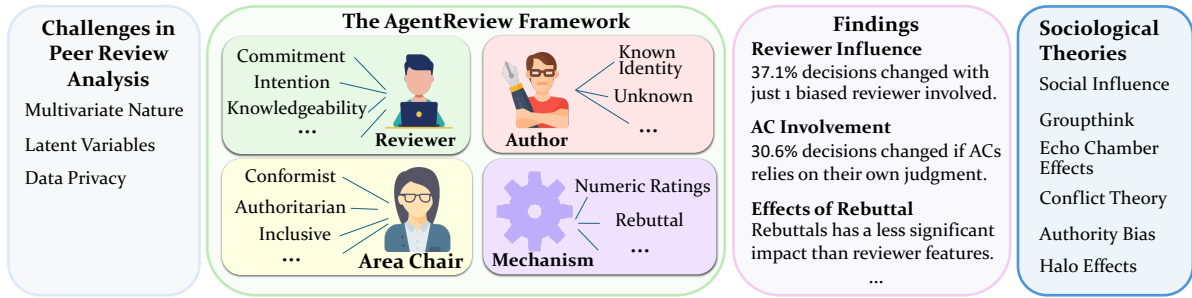 Challenges in
Peer Review
Analysis
Multivariate Nature
Latent Variables
Data Privacy
The AgentReview Framework
Commitment
Intention
Knowledgeability
...
Reviewer
Known
Identity
Unknown
...
Author
Conformist
Authoritarian
Inclusive
...
Area Chair
Numeric Ratings
Rebuttal
...
Mechanism
Findings
Reviewer Influence
37.1% decisions changed with
just 1 biased reviewer involved.
AC Involvement
30.6% decisions changed if ACs
relies on their own judgment.
Effects of Rebuttal
Rebuttals has a less significant
impact than reviewer features.
...
Sociological
Theories
Social Influence
Groupthink
Echo Chamber
Effects
Conflict Theory
Authority Bias
Halo Effects